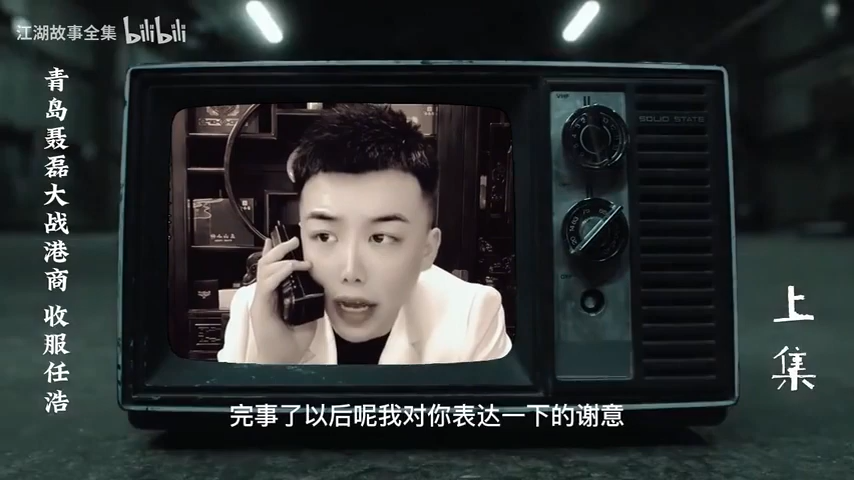 江湖故事全集 bilibili
青岛聂磊大战港商 收服任浩
VHF
SOLID STATE
上集
完事了以后呢我对你表达一下的谢意